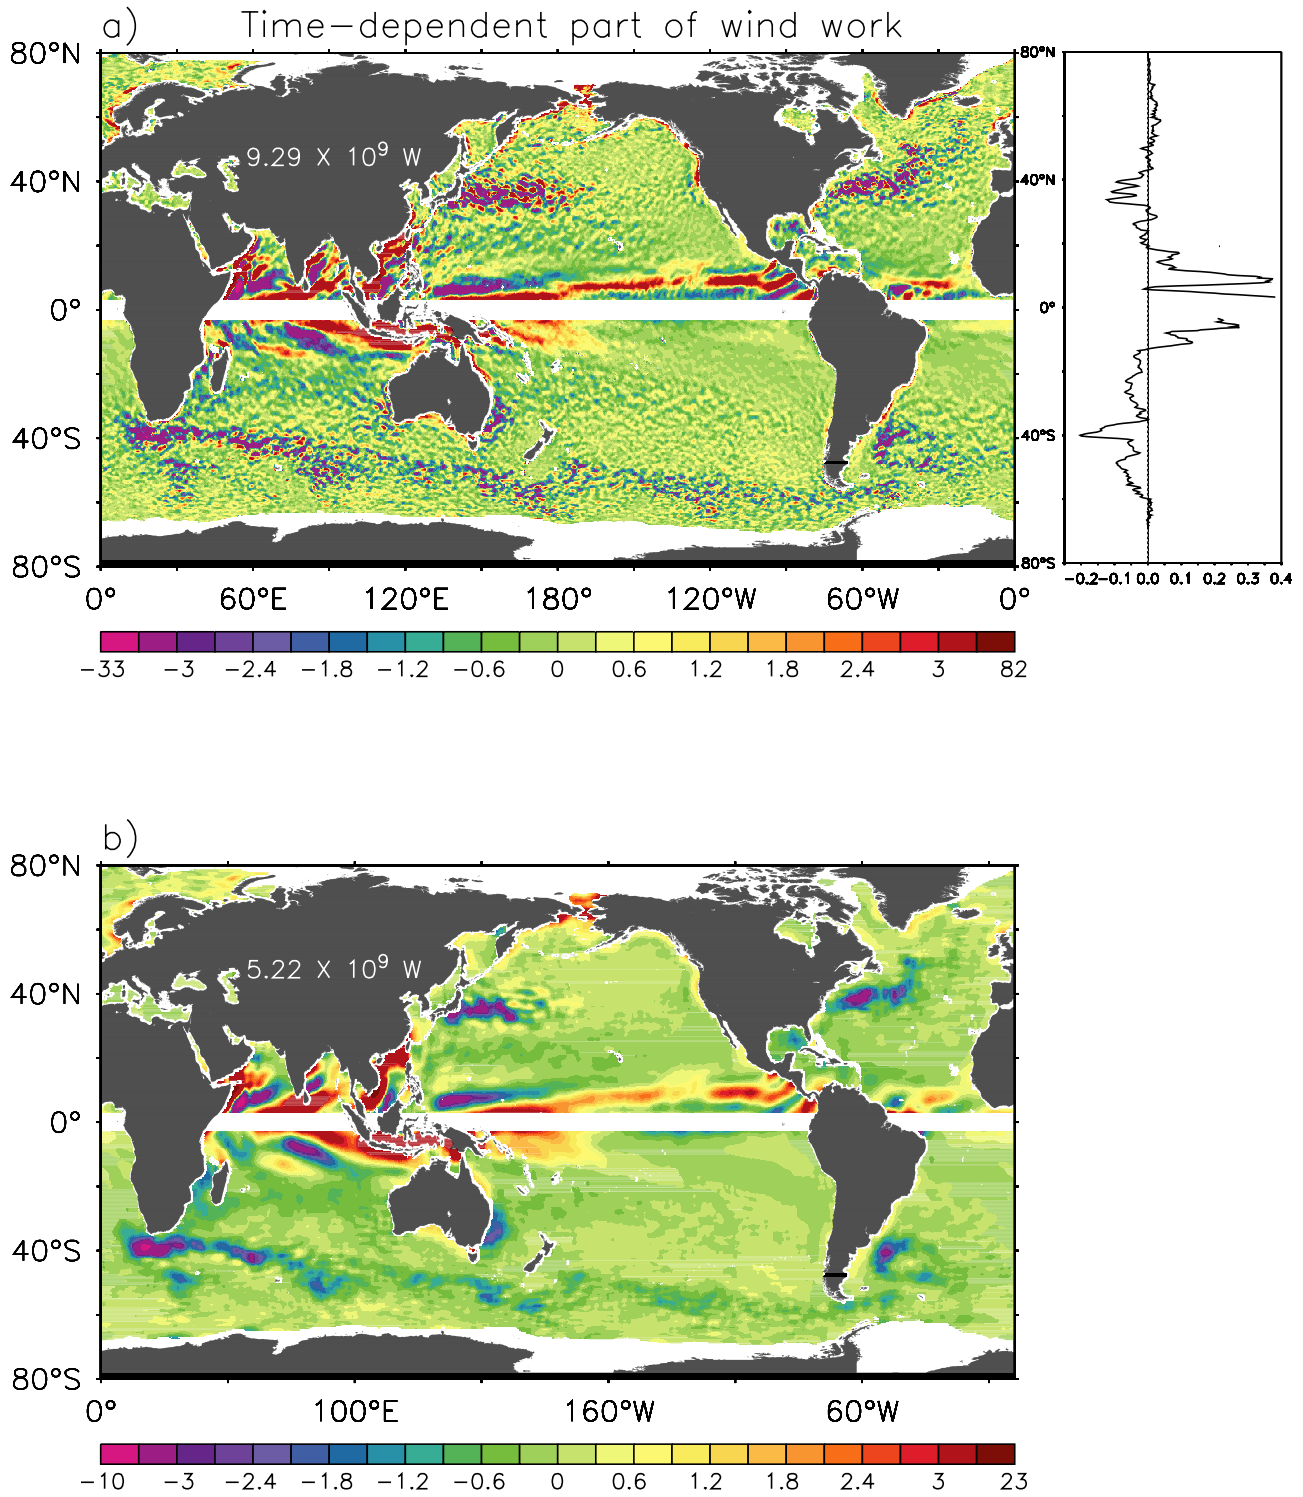 a) Time-dependent part of wind work
80°N
40°N
0°
40°S
80°S
9.29 X 10⁹ W
0° 60°E 120°E 180° 120°W 60°W 0°
80°N
40°N
0°
40°S
80°S
-0.2 -0.1 0.0 0.1 0.2 0.3 0.4
-33 -3 -2.4 -1.8 -1.2 -0.6 0 0.6 1.2 1.8 2.4 3 82
b)
80°N
40°N
0°
40°S
80°S
5.22 X 10⁹ W
0° 100°E 160°W 60°W
-10 -3 -2.4 -1.8 -1.2 -0.6 0 0.6 1.2 1.8 2.4 3 23